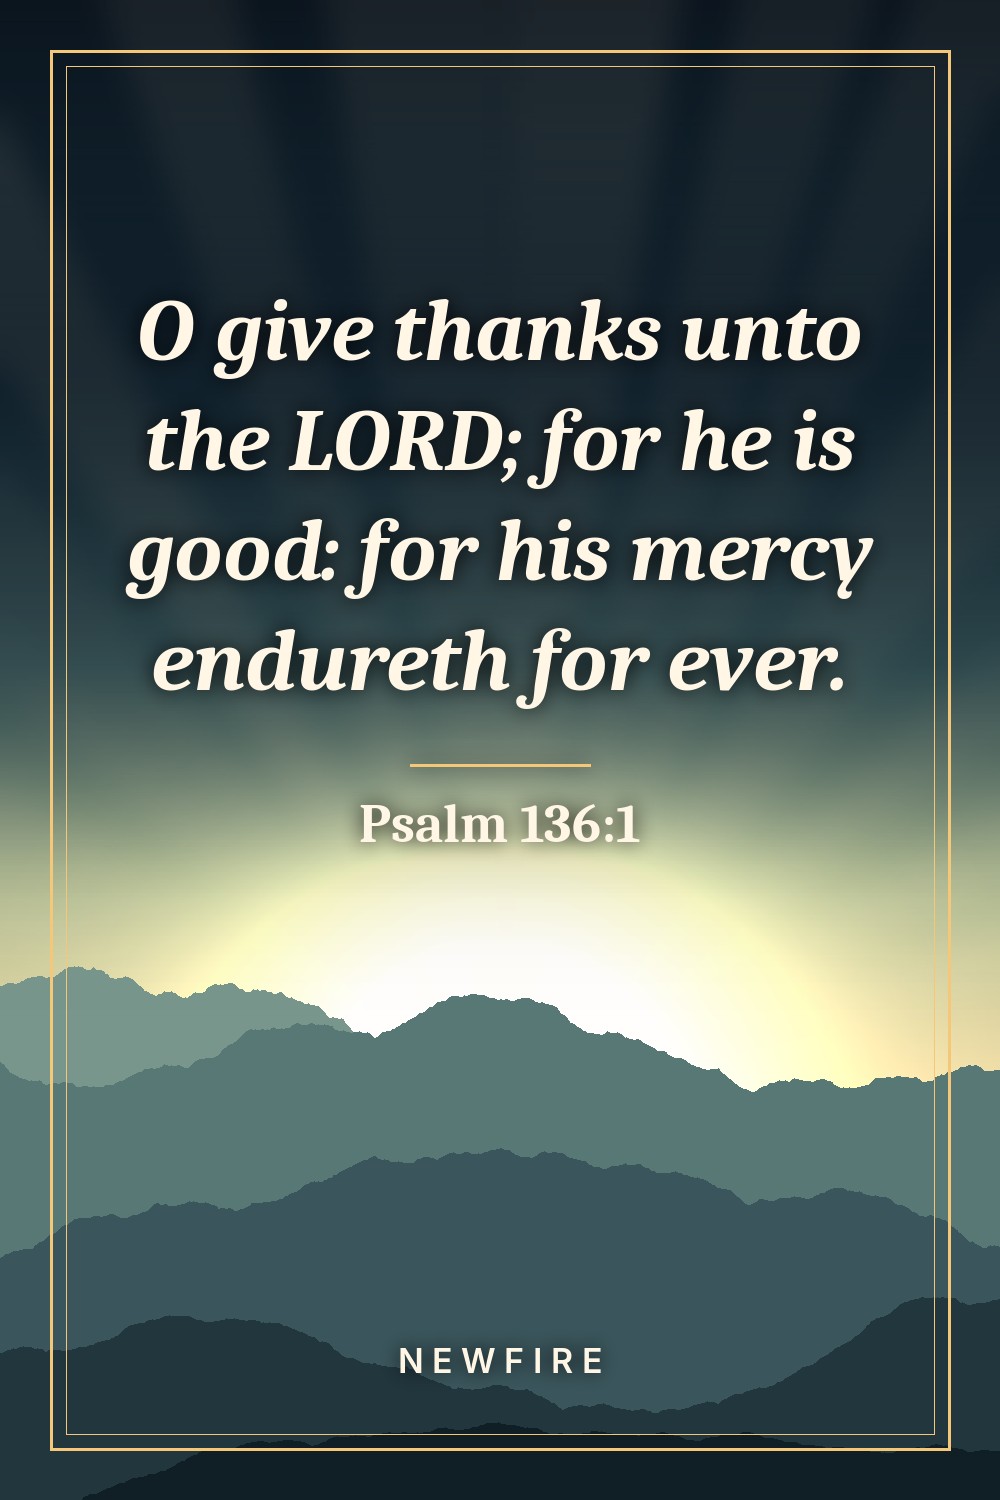 O give thanks unto
the LORD; for he is
good: for his mercy
endureth for ever.
Psalm 136:1
NEWFIRE